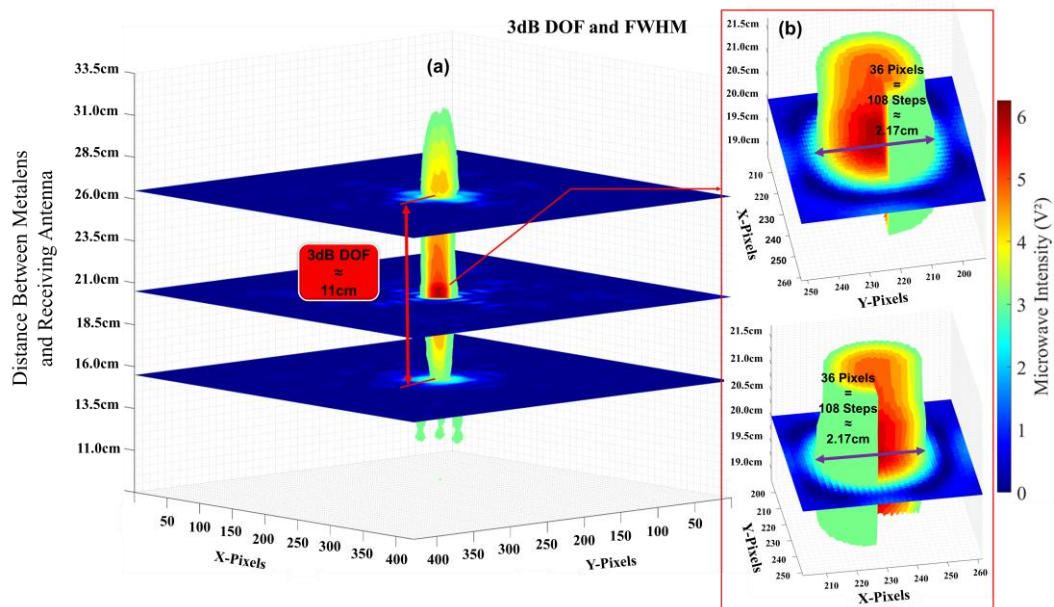 3dB DOF and FWHM
(a)
Distance Between Metalens
and Receiving Antenna
33.5cm
31.0cm
28.5cm
26.0cm
23.5cm
21.0cm
18.5cm
16.0cm
13.5cm
11.0cm
3dB DOF
≈
11cm
50
100
150
200
250
300
350
400
X-Pixels
400
350
300
250
200
150
100
50
Y-Pixels
(b)
21.5cm
21.0cm
20.5cm
20.0cm
19.5cm
19.0cm
36 Pixels
=
108 Steps
≈
2.17cm
210
220
230
240
250
260
X-Pixels
250
240
230
220
210
200
Y-Pixels
21.5cm
21.0cm
20.5cm
20.0cm
19.5cm
19.0cm
36 Pixels
=
108 Steps
≈
2.17cm
200
210
220
230
240
250
Y-Pixels
210
220
230
240
250
260
X-Pixels
6
5
4
3
2
1
0
Microwave Intensity (V²)